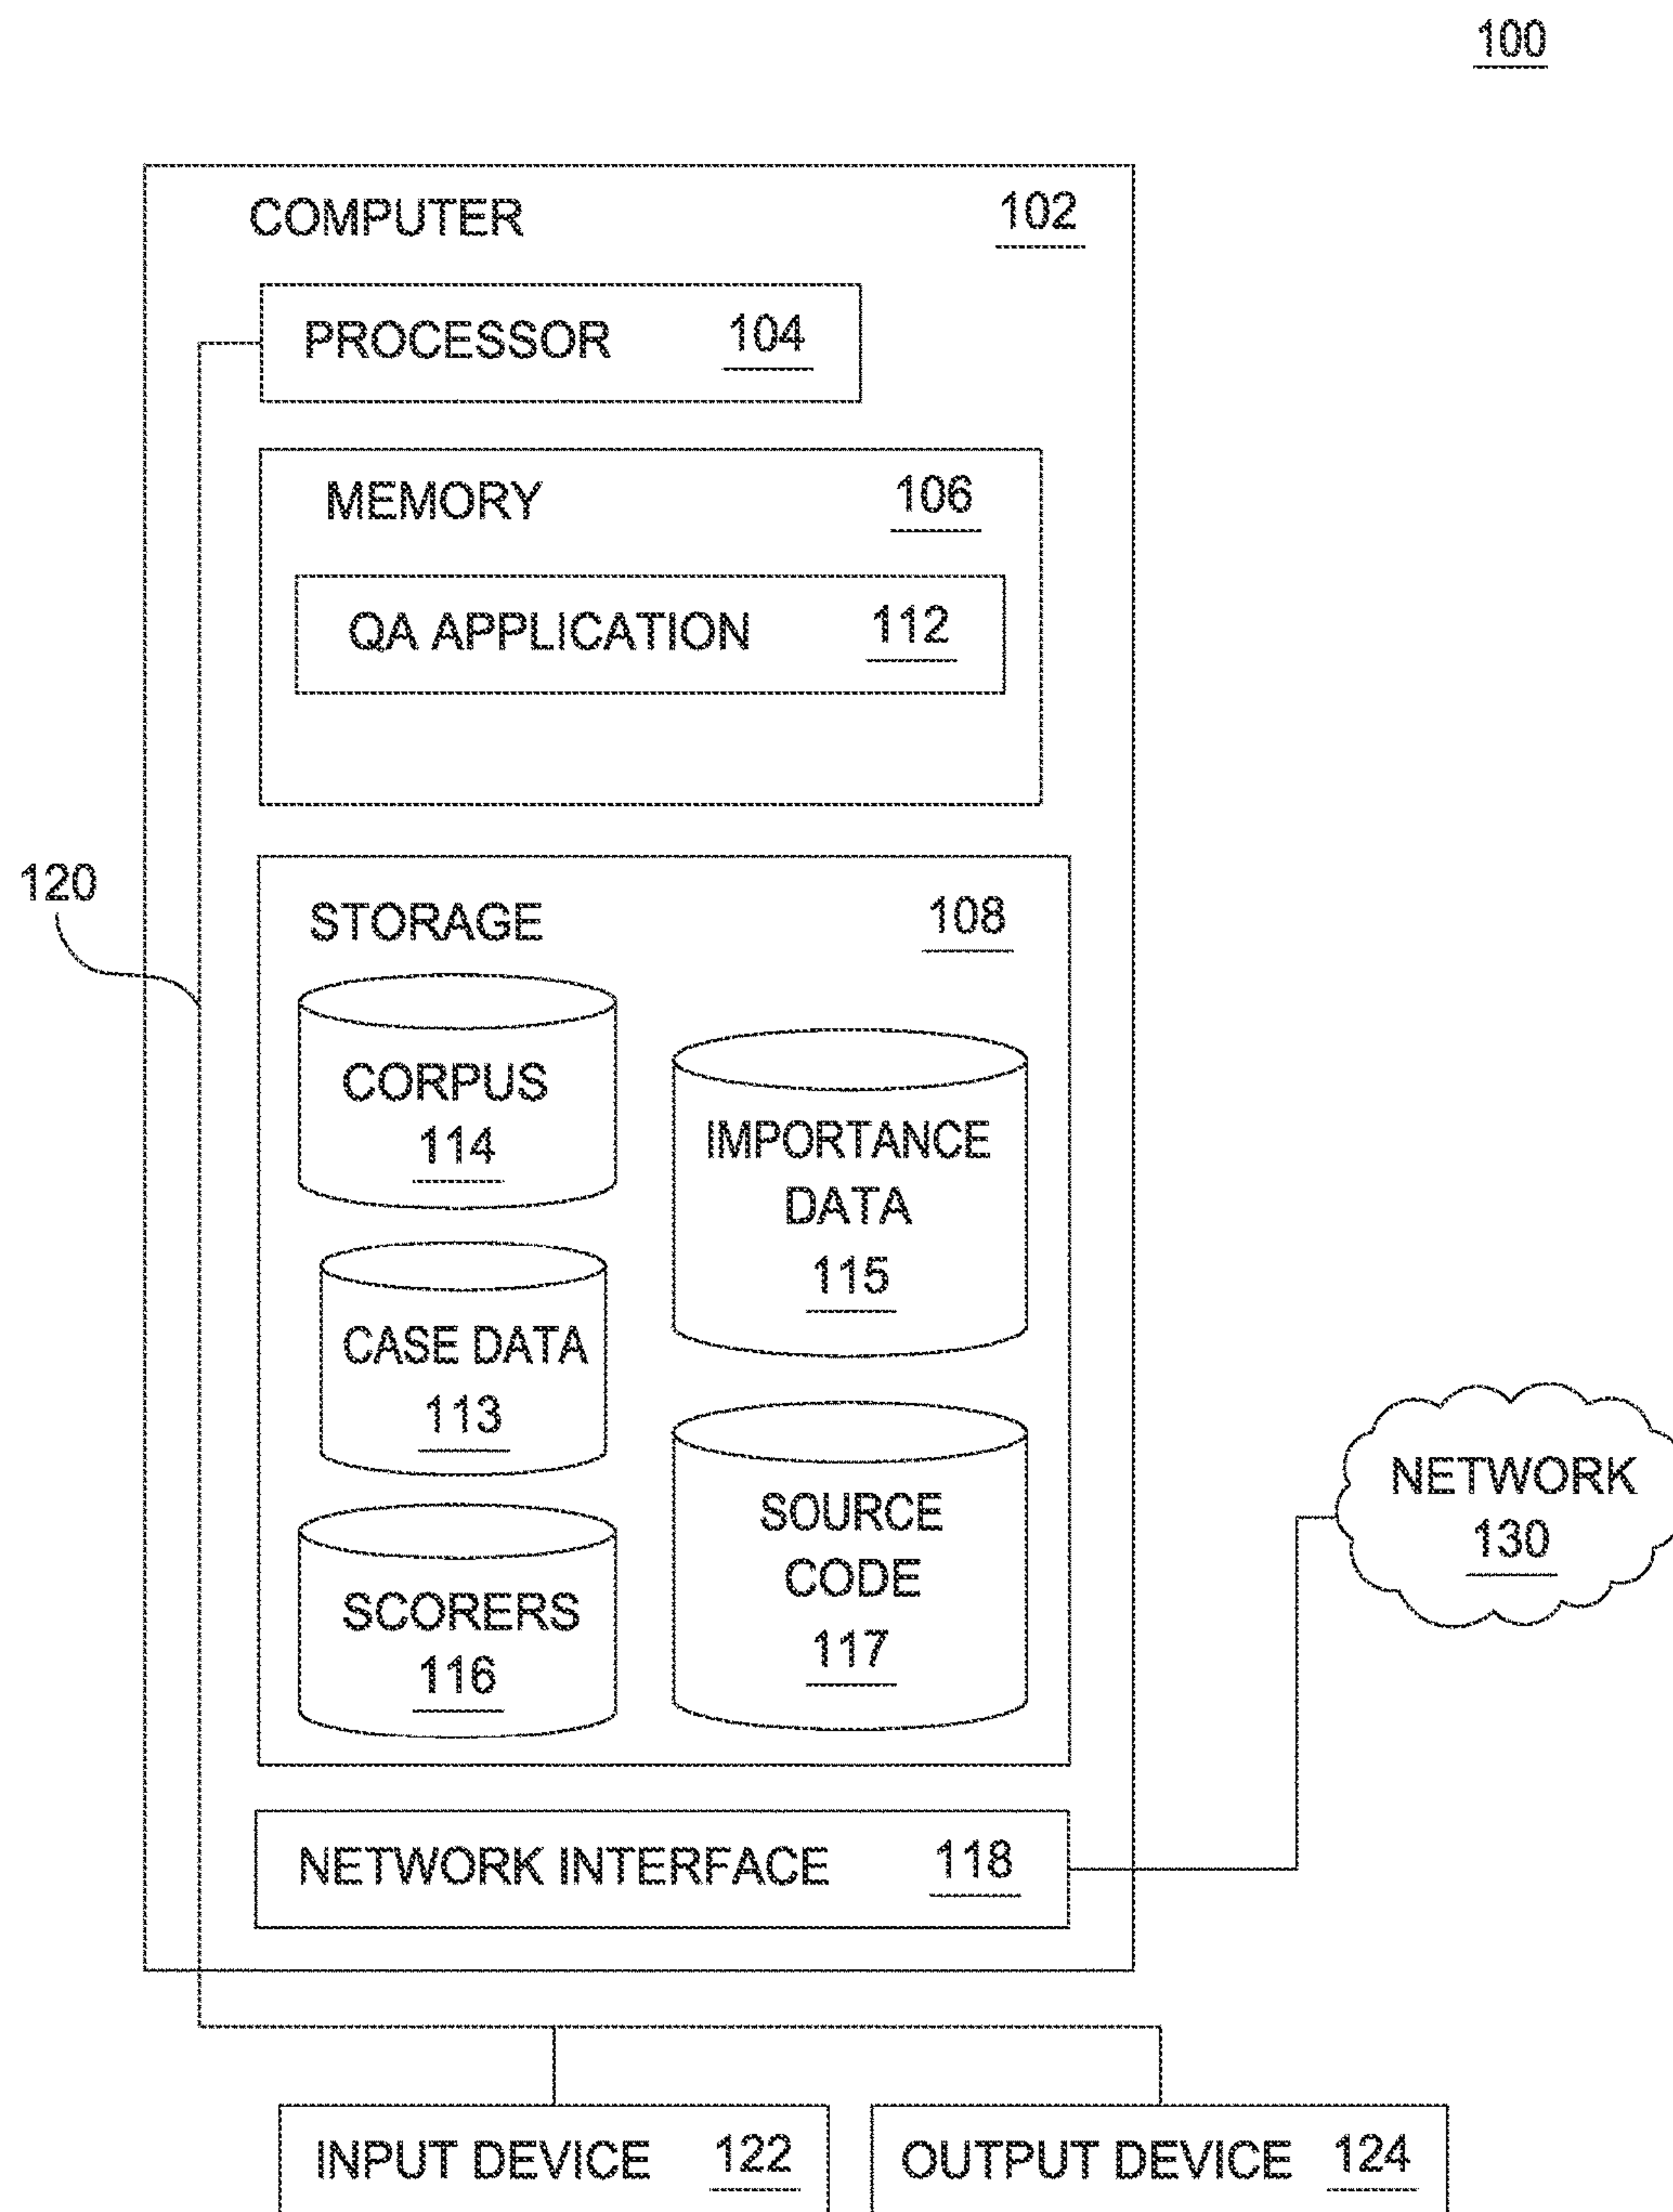 100
COMPUTER 102
PROCESSOR 104
MEMORY 106
QA APPLICATION 112
120
STORAGE 108
CORPUS
114
IMPORTANCE
DATA
115
CASE DATA
113
SOURCE
CODE
117
SCORERS
116
NETWORK
130
NETWORK INTERFACE 118
INPUT DEVICE 122
OUTPUT DEVICE 124